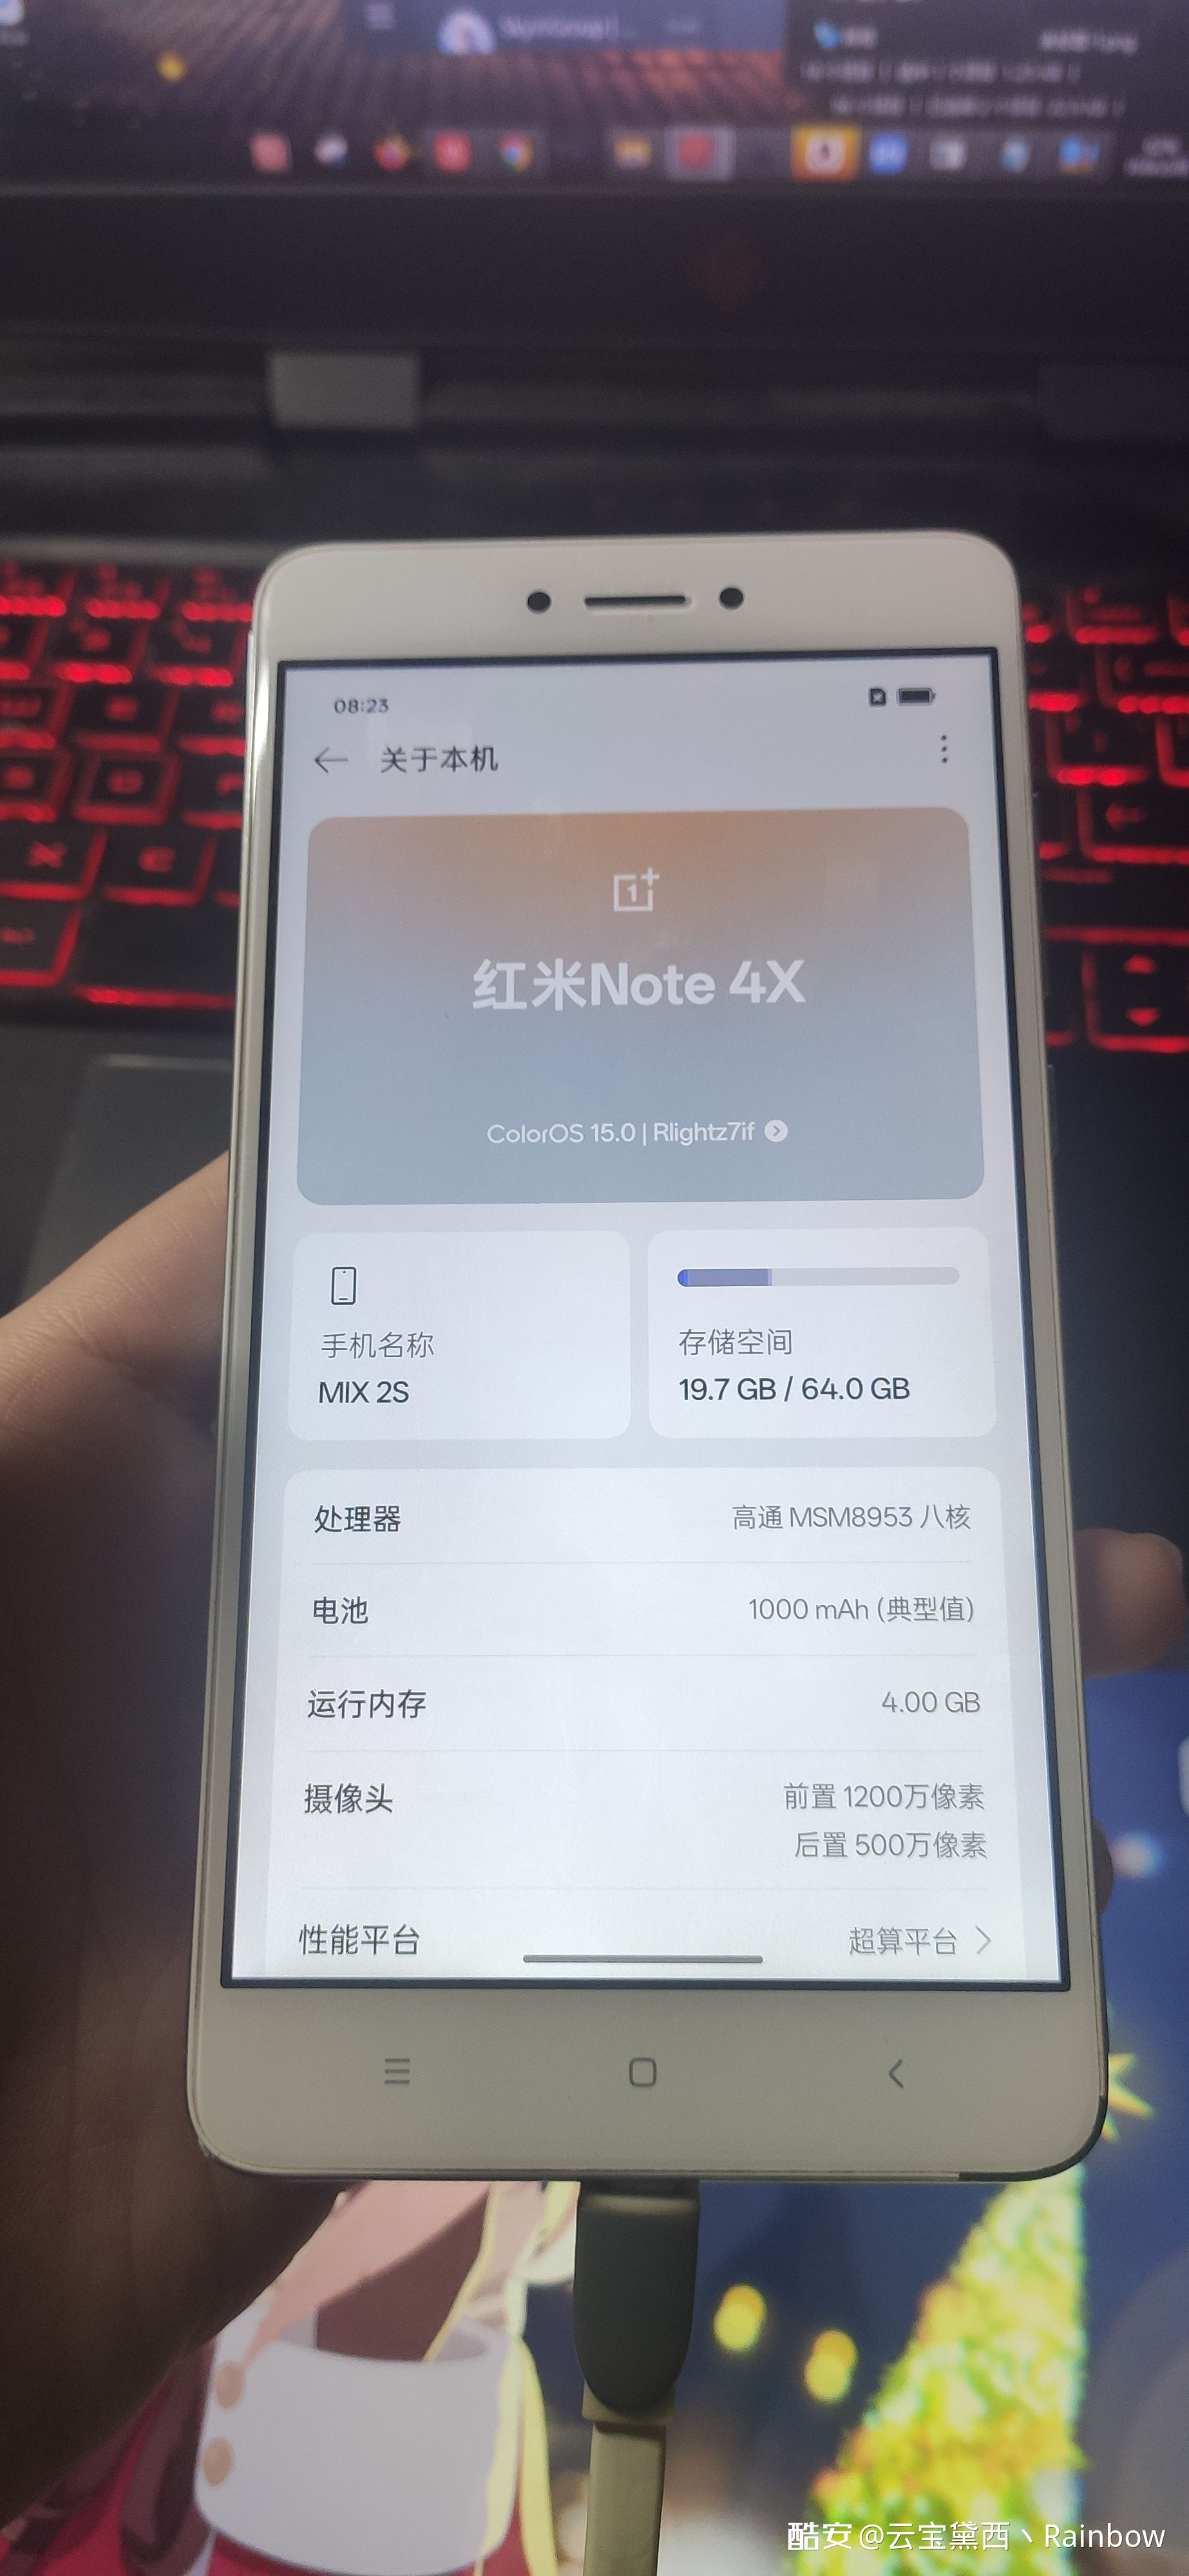 08:23
关于本机
红米Note 4X
ColorOS 15.0 | Rlightz7if
手机名称
MIX 2S
存储空间
19.7 GB / 64.0 GB
处理器 高通 MSM8953 八核
电池 1000 mAh (典型值)
运行内存 4.00 GB
摄像头 前置 1200万像素
后置 500万像素
性能平台 超算平台
酷安 @云宝黛西丶Rainbow